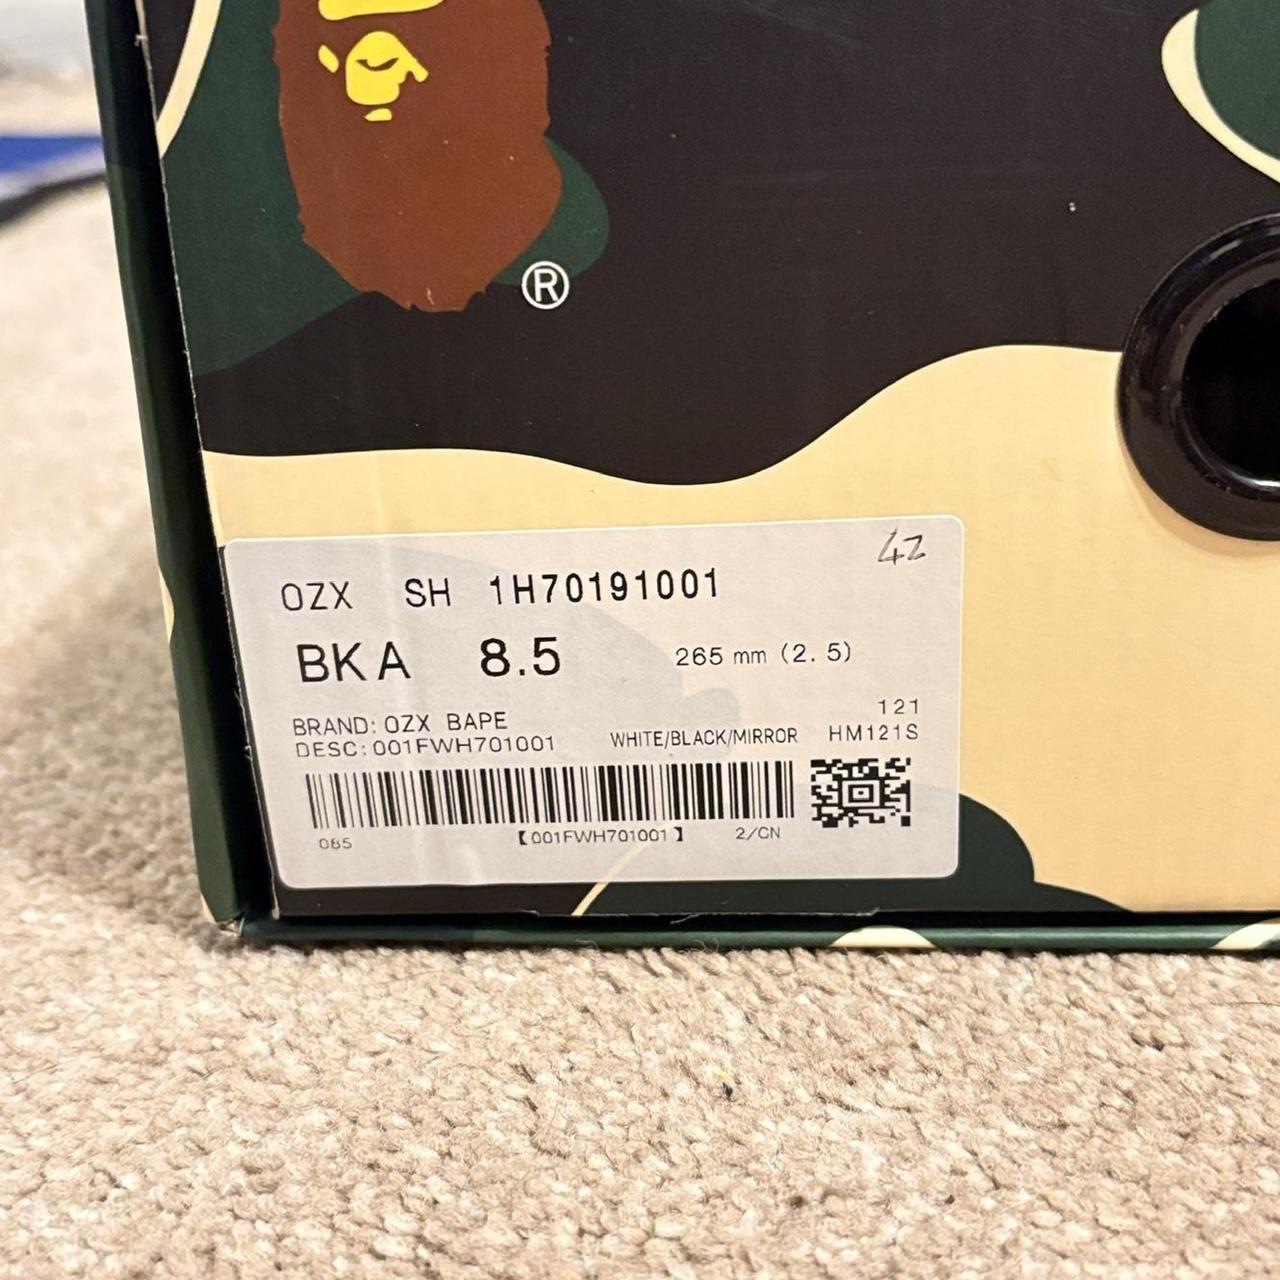 ®
42
OZX SH 1H70191001
BKA 8.5 265 mm (2.5)
BRAND: OZX BAPE 121
DESC: 001FWH701001 WHITE/BLACK/MIRROR HM121S
085 【001FWH701001】 2/CN